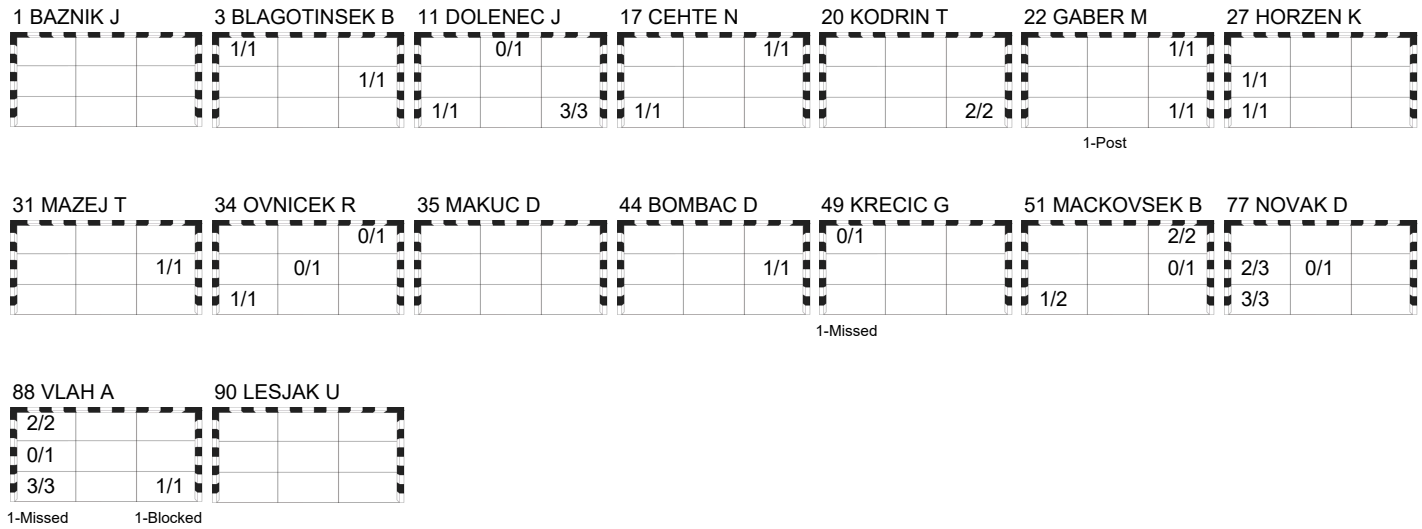 1 BAZNIK J 3 BLAGOTINSEK B 11 DOLENEC J 17 CEHTE N 20 KODRIN T 22 GABER M 27 HORZEN K
1/1 0/1 1/1 1/1
1/1 1/1
1/1 3/3 1/1 2/2 1/1 1/1
1-Post
31 MAZEJ T 34 OVNICEK R 35 MAKUC D 44 BOMBAC D 49 KRECIC G 51 MACKOVSEK B 77 NOVAK D
0/1 0/1 2/2
1/1 0/1 1/1 0/1 2/3 0/1
1/1 1/2 3/3
1-Missed
88 VLAH A 90 LESJAK U
2/2
0/1
3/3 1/1
1-Missed 1-Blocked